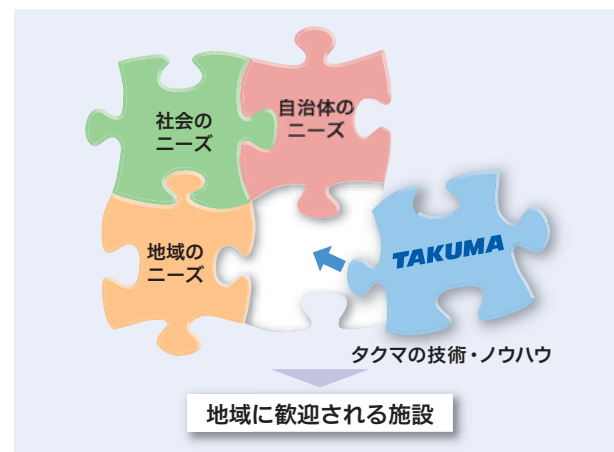 社会の
ニーズ
自治体の
ニーズ
地域の
ニーズ
TAKUMA
タクマの技術・ノウハウ
地域に歓迎される施設